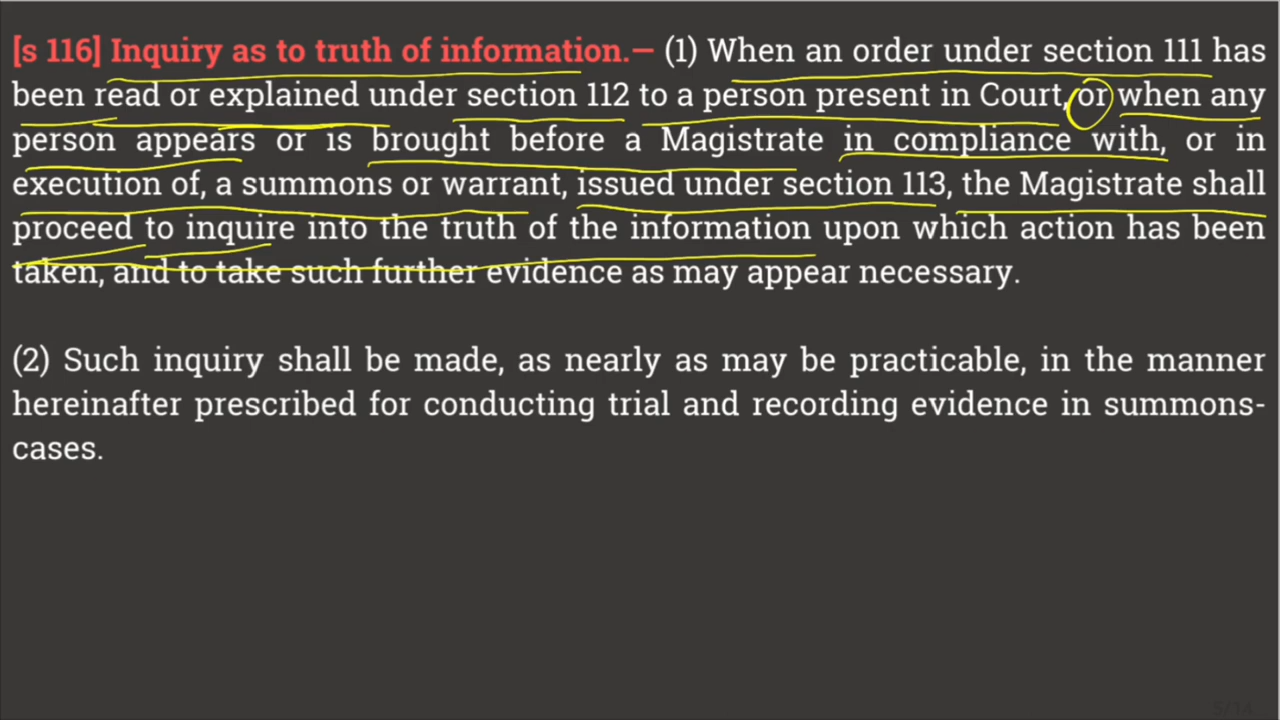 [s 116] Inquiry as to truth of information.— (1) When an order under section 111 has
been read or explained under section 112 to a person present in Court, or when any
person appears or is brought before a Magistrate in compliance with, or in
execution of, a summons or warrant, issued under section 113, the Magistrate shall
proceed to inquire into the truth of the information upon which action has been
taken, and to take such further evidence as may appear necessary.
(2) Such inquiry shall be made, as nearly as may be practicable, in the manner
hereinafter prescribed for conducting trial and recording evidence in summons-
cases.
5/14